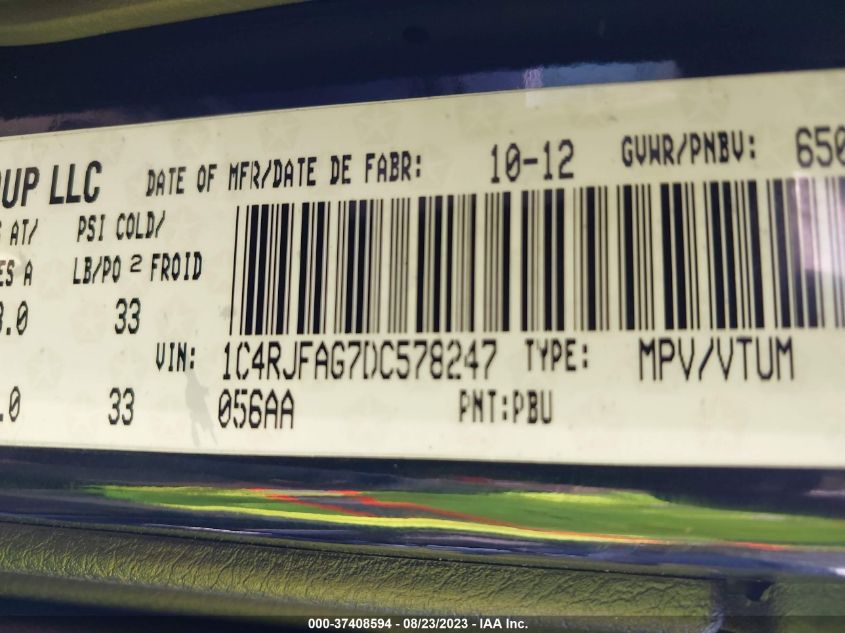 OUP LLC DATE OF MFR/DATE DE FABR: 10-12 GVWR/PNBV: 650
AT/ PSI COLD/
ES A LB/PO 2 FROID
3.0 33
VIN: 1C4RJFAG7DC578247 TYPE: MPV/VTUM
.0 33 056AA PNT:PBU
000-37408594 - 08/23/2023 - IAA Inc.